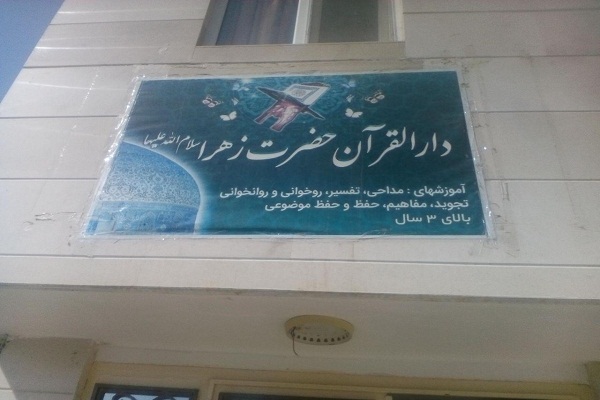 دارالقرآن حضرت زهرا سلام الله علیها
آموزشهای : مداحی، تفسیر، روخوانی و روانخوانی
تجوید، مفاهیم، حفظ و حفظ موضوعی
بالای ۳ سال